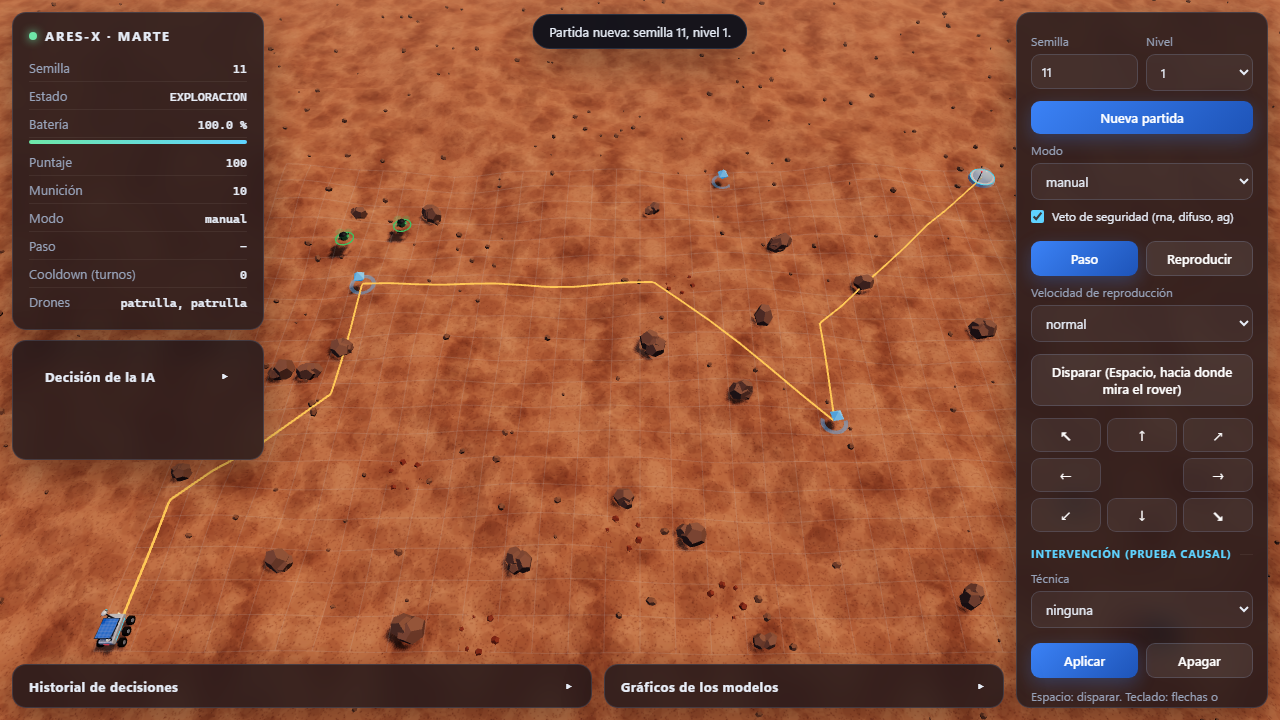 ARES-X · MARTE
Semilla 11
Estado EXPLORACION
Batería 100.0 %
Puntaje 100
Munición 10
Modo manual
Paso –
Cooldown (turnos) 0
Drones patrulla, patrulla
Decisión de la IA ▸
Partida nueva: semilla 11, nivel 1.
Semilla Nivel
11 1
Nueva partida
Modo
manual
Veto de seguridad (rna, difuso, ag)
Paso Reproducir
Velocidad de reproducción
normal
Disparar (Espacio, hacia donde
mira el rover)
↖ ↑ ↗
← →
↙ ↓ ↘
INTERVENCIÓN (PRUEBA CAUSAL)
Técnica
ninguna
Aplicar Apagar
Espacio: disparar. Teclado: flechas o
Historial de decisiones ▸
Gráficos de los modelos ▸